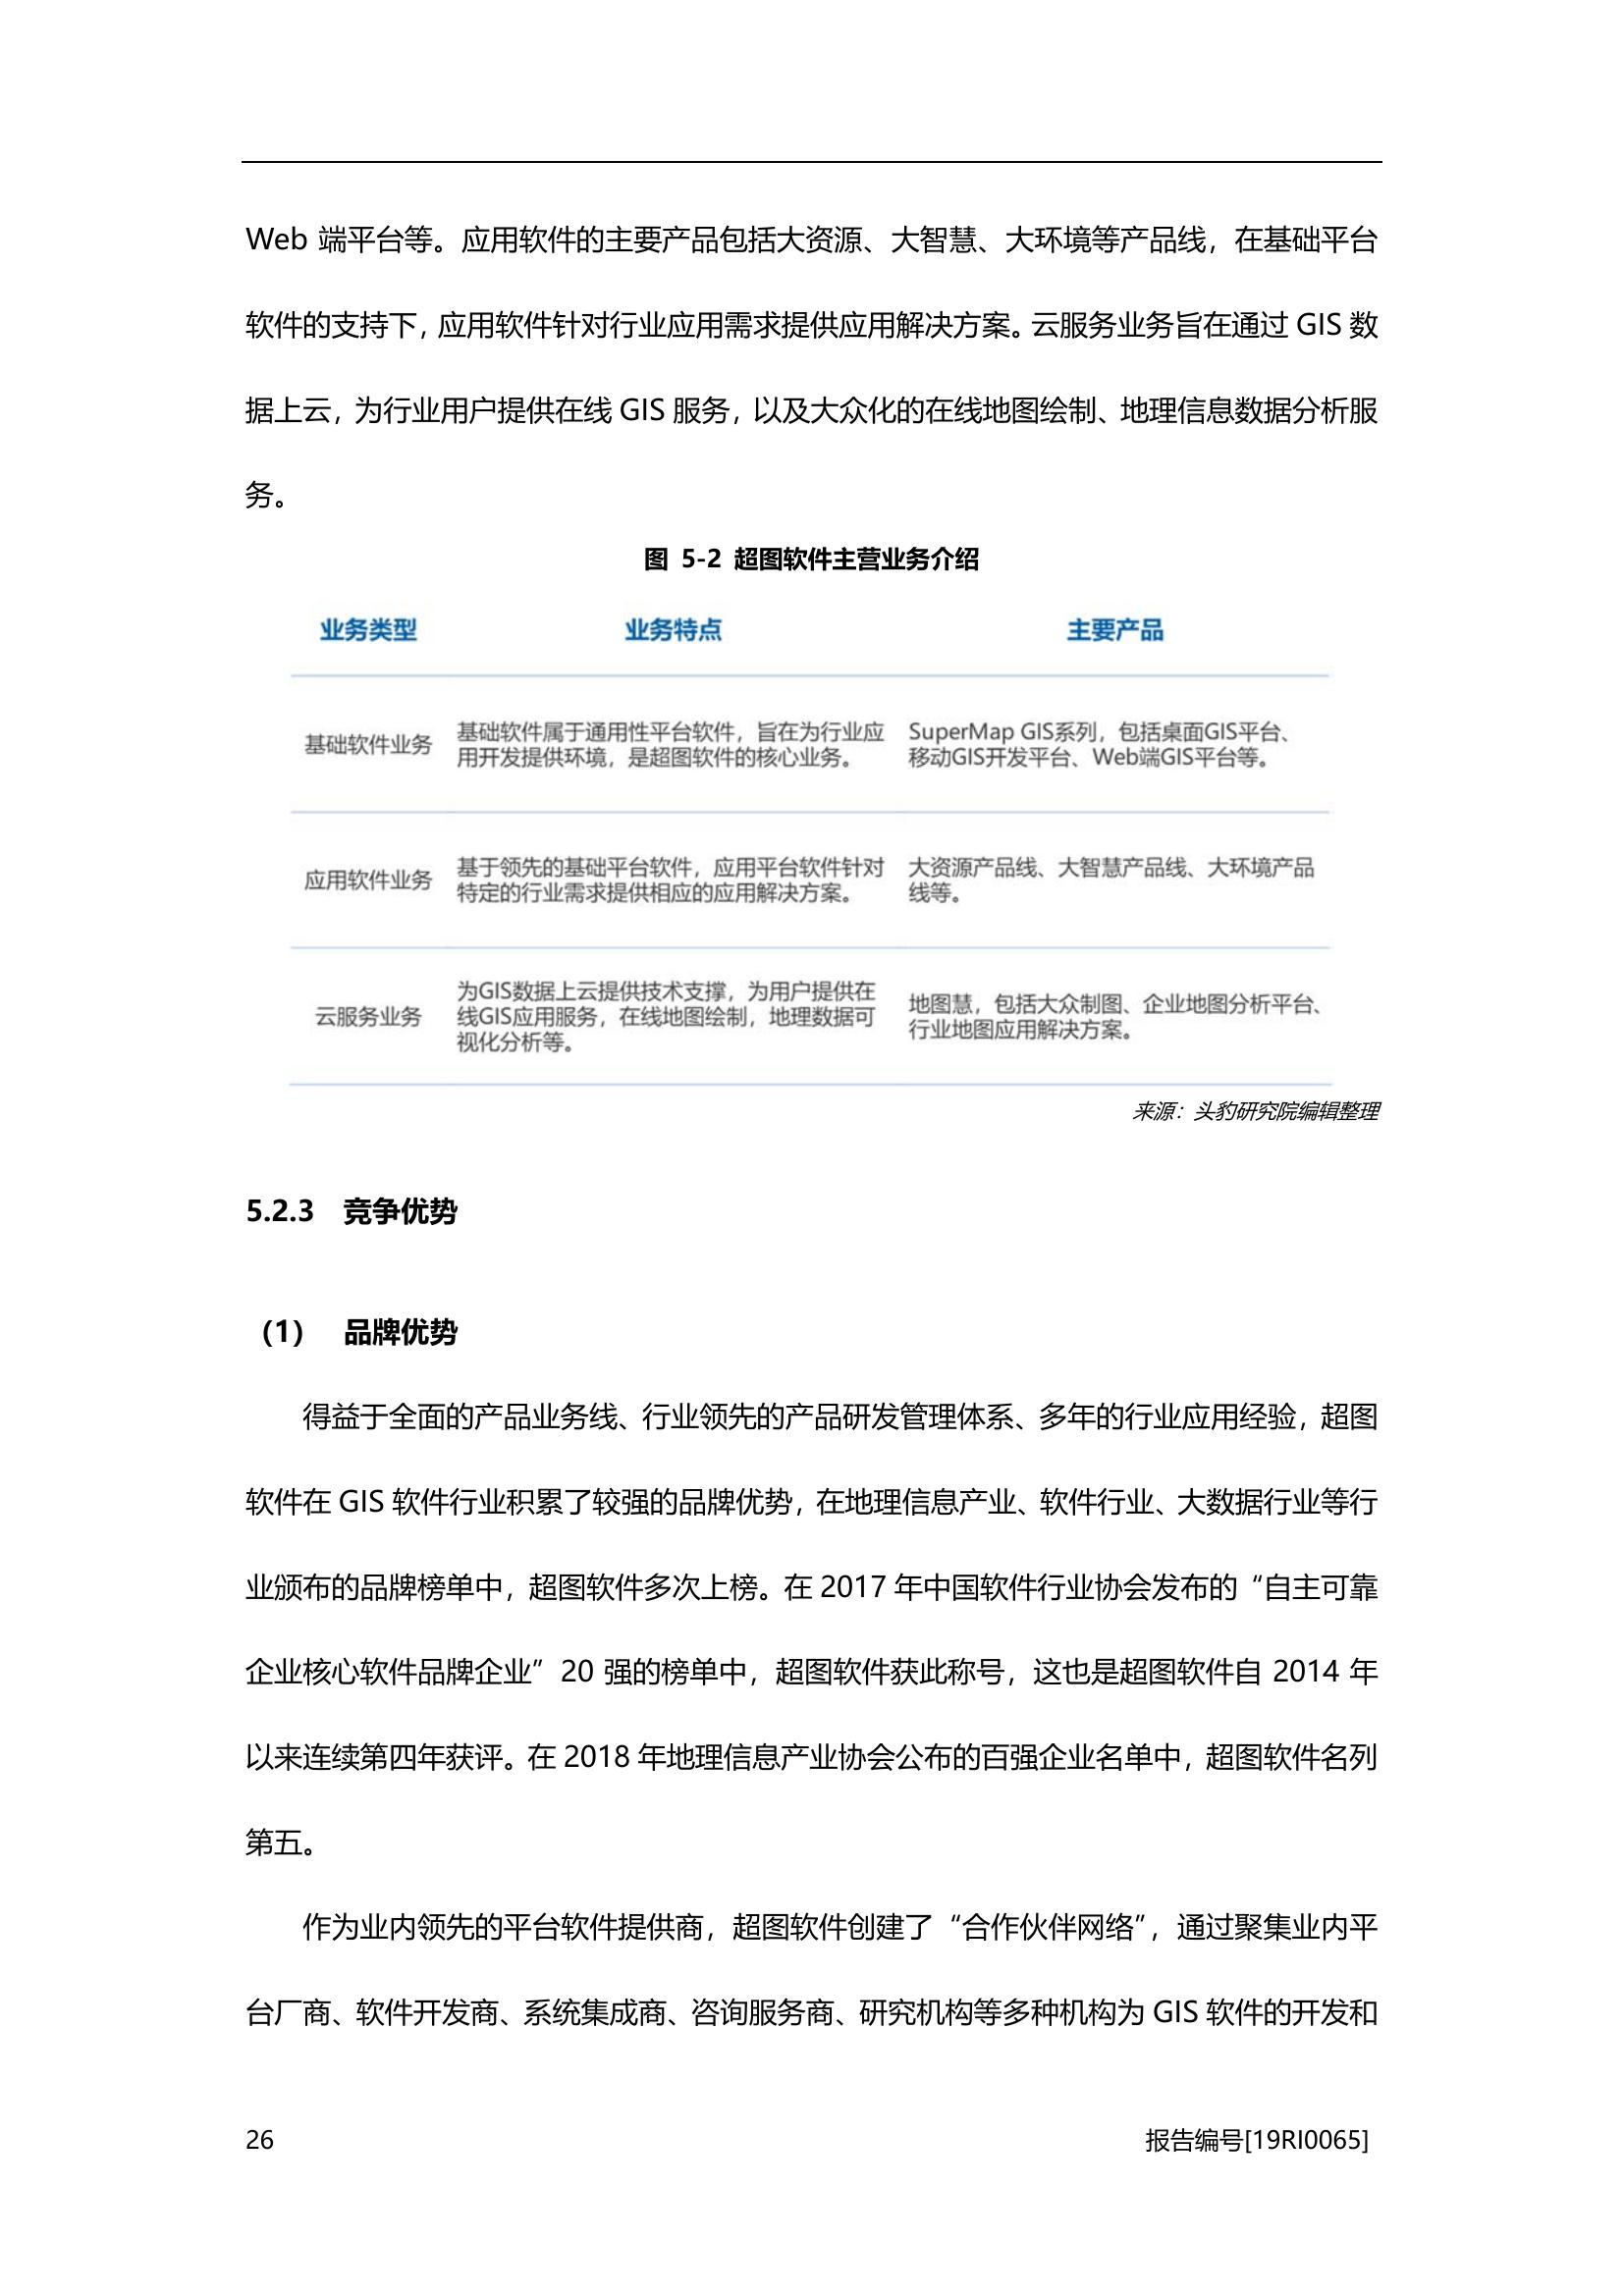 Web 端平台等。应用软件的主要产品包括大资源、大智慧、大环境等产品线，在基础平台
软件的支持下，应用软件针对行业应用需求提供应用解决方案。云服务业务旨在通过 GIS 数
据上云，为行业用户提供在线 GIS 服务，以及大众化的在线地图绘制、地理信息数据分析服
务。
图 5-2 超图软件主营业务介绍
业务类型 业务特点 主要产品
基础软件业务
基础软件属于通用性平台软件，旨在为行业应
用开发提供环境，是超图软件的核心业务。
SuperMap GIS系列，包括桌面GIS平台、
移动GIS开发平台、Web端GIS平台等。
应用软件业务
基于领先的基础平台软件，应用平台软件针对
特定的行业需求提供相应的应用解决方案。
大资源产品线、大智慧产品线、大环境产品
线等。
云服务业务
为GIS数据上云提供技术支撑，为用户提供在
线GIS应用服务，在线地图绘制，地理数据可
视化分析等。
地图慧，包括大众制图、企业地图分析平台、
行业地图应用解决方案。
来源：头豹研究院编辑整理
5.2.3 竞争优势
（1） 品牌优势
得益于全面的产品业务线、行业领先的产品研发管理体系、多年的行业应用经验，超图
软件在 GIS 软件行业积累了较强的品牌优势，在地理信息产业、软件行业、大数据行业等行
业颁布的品牌榜单中，超图软件多次上榜。在 2017 年中国软件行业协会发布的“自主可靠
企业核心软件品牌企业”20 强的榜单中，超图软件获此称号，这也是超图软件自 2014 年
以来连续第四年获评。在 2018 年地理信息产业协会公布的百强企业名单中，超图软件名列
第五。
作为业内领先的平台软件提供商，超图软件创建了“合作伙伴网络”，通过聚集业内平
台厂商、软件开发商、系统集成商、咨询服务商、研究机构等多种机构为 GIS 软件的开发和
26 报告编号[19RI0065]